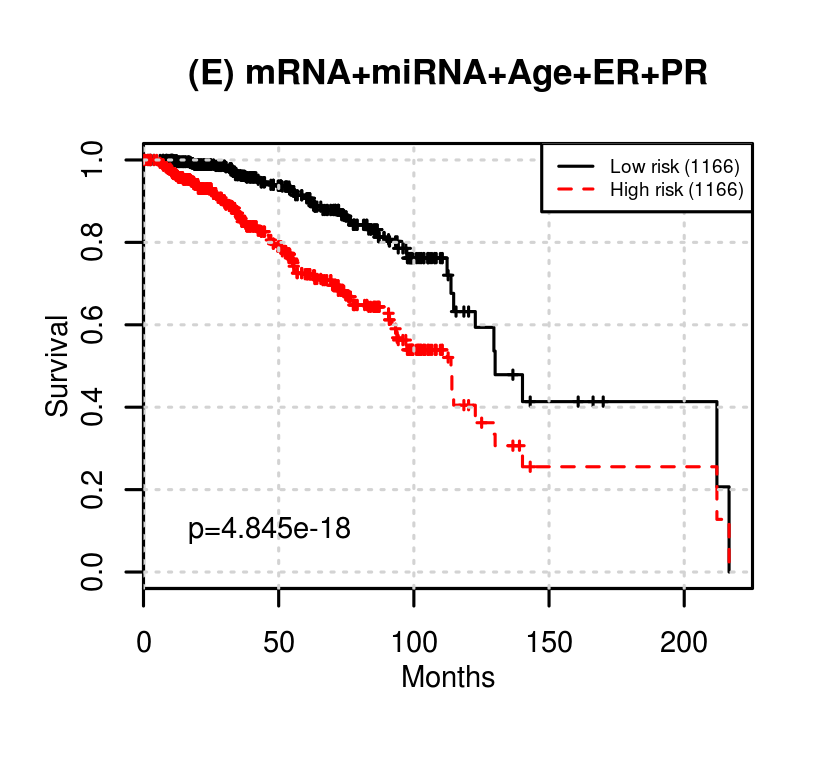 (E) mRNA+miRNA+Age+ER+PR
Low risk (1166)
High risk (1166)
Survival
1.0
0.8
0.6
0.4
0.2
0.0
p=4.845e-18
0 50 100 150 200
Months